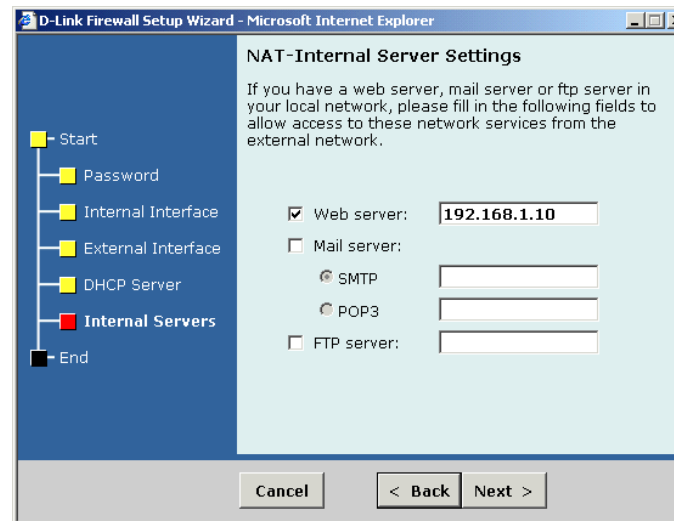 D-Link Firewall Setup Wizard - Microsoft Internet Explorer
Start
Password
Internal Interface
External Interface
DHCP Server
Internal Servers
End
NAT-Internal Server Settings
If you have a web server, mail server or ftp server in
your local network, please fill in the following fields to
allow access to these network services from the
external network.
Web server: 192.168.1.10
Mail server:
SMTP
POP3
FTP server:
Cancel < Back Next >